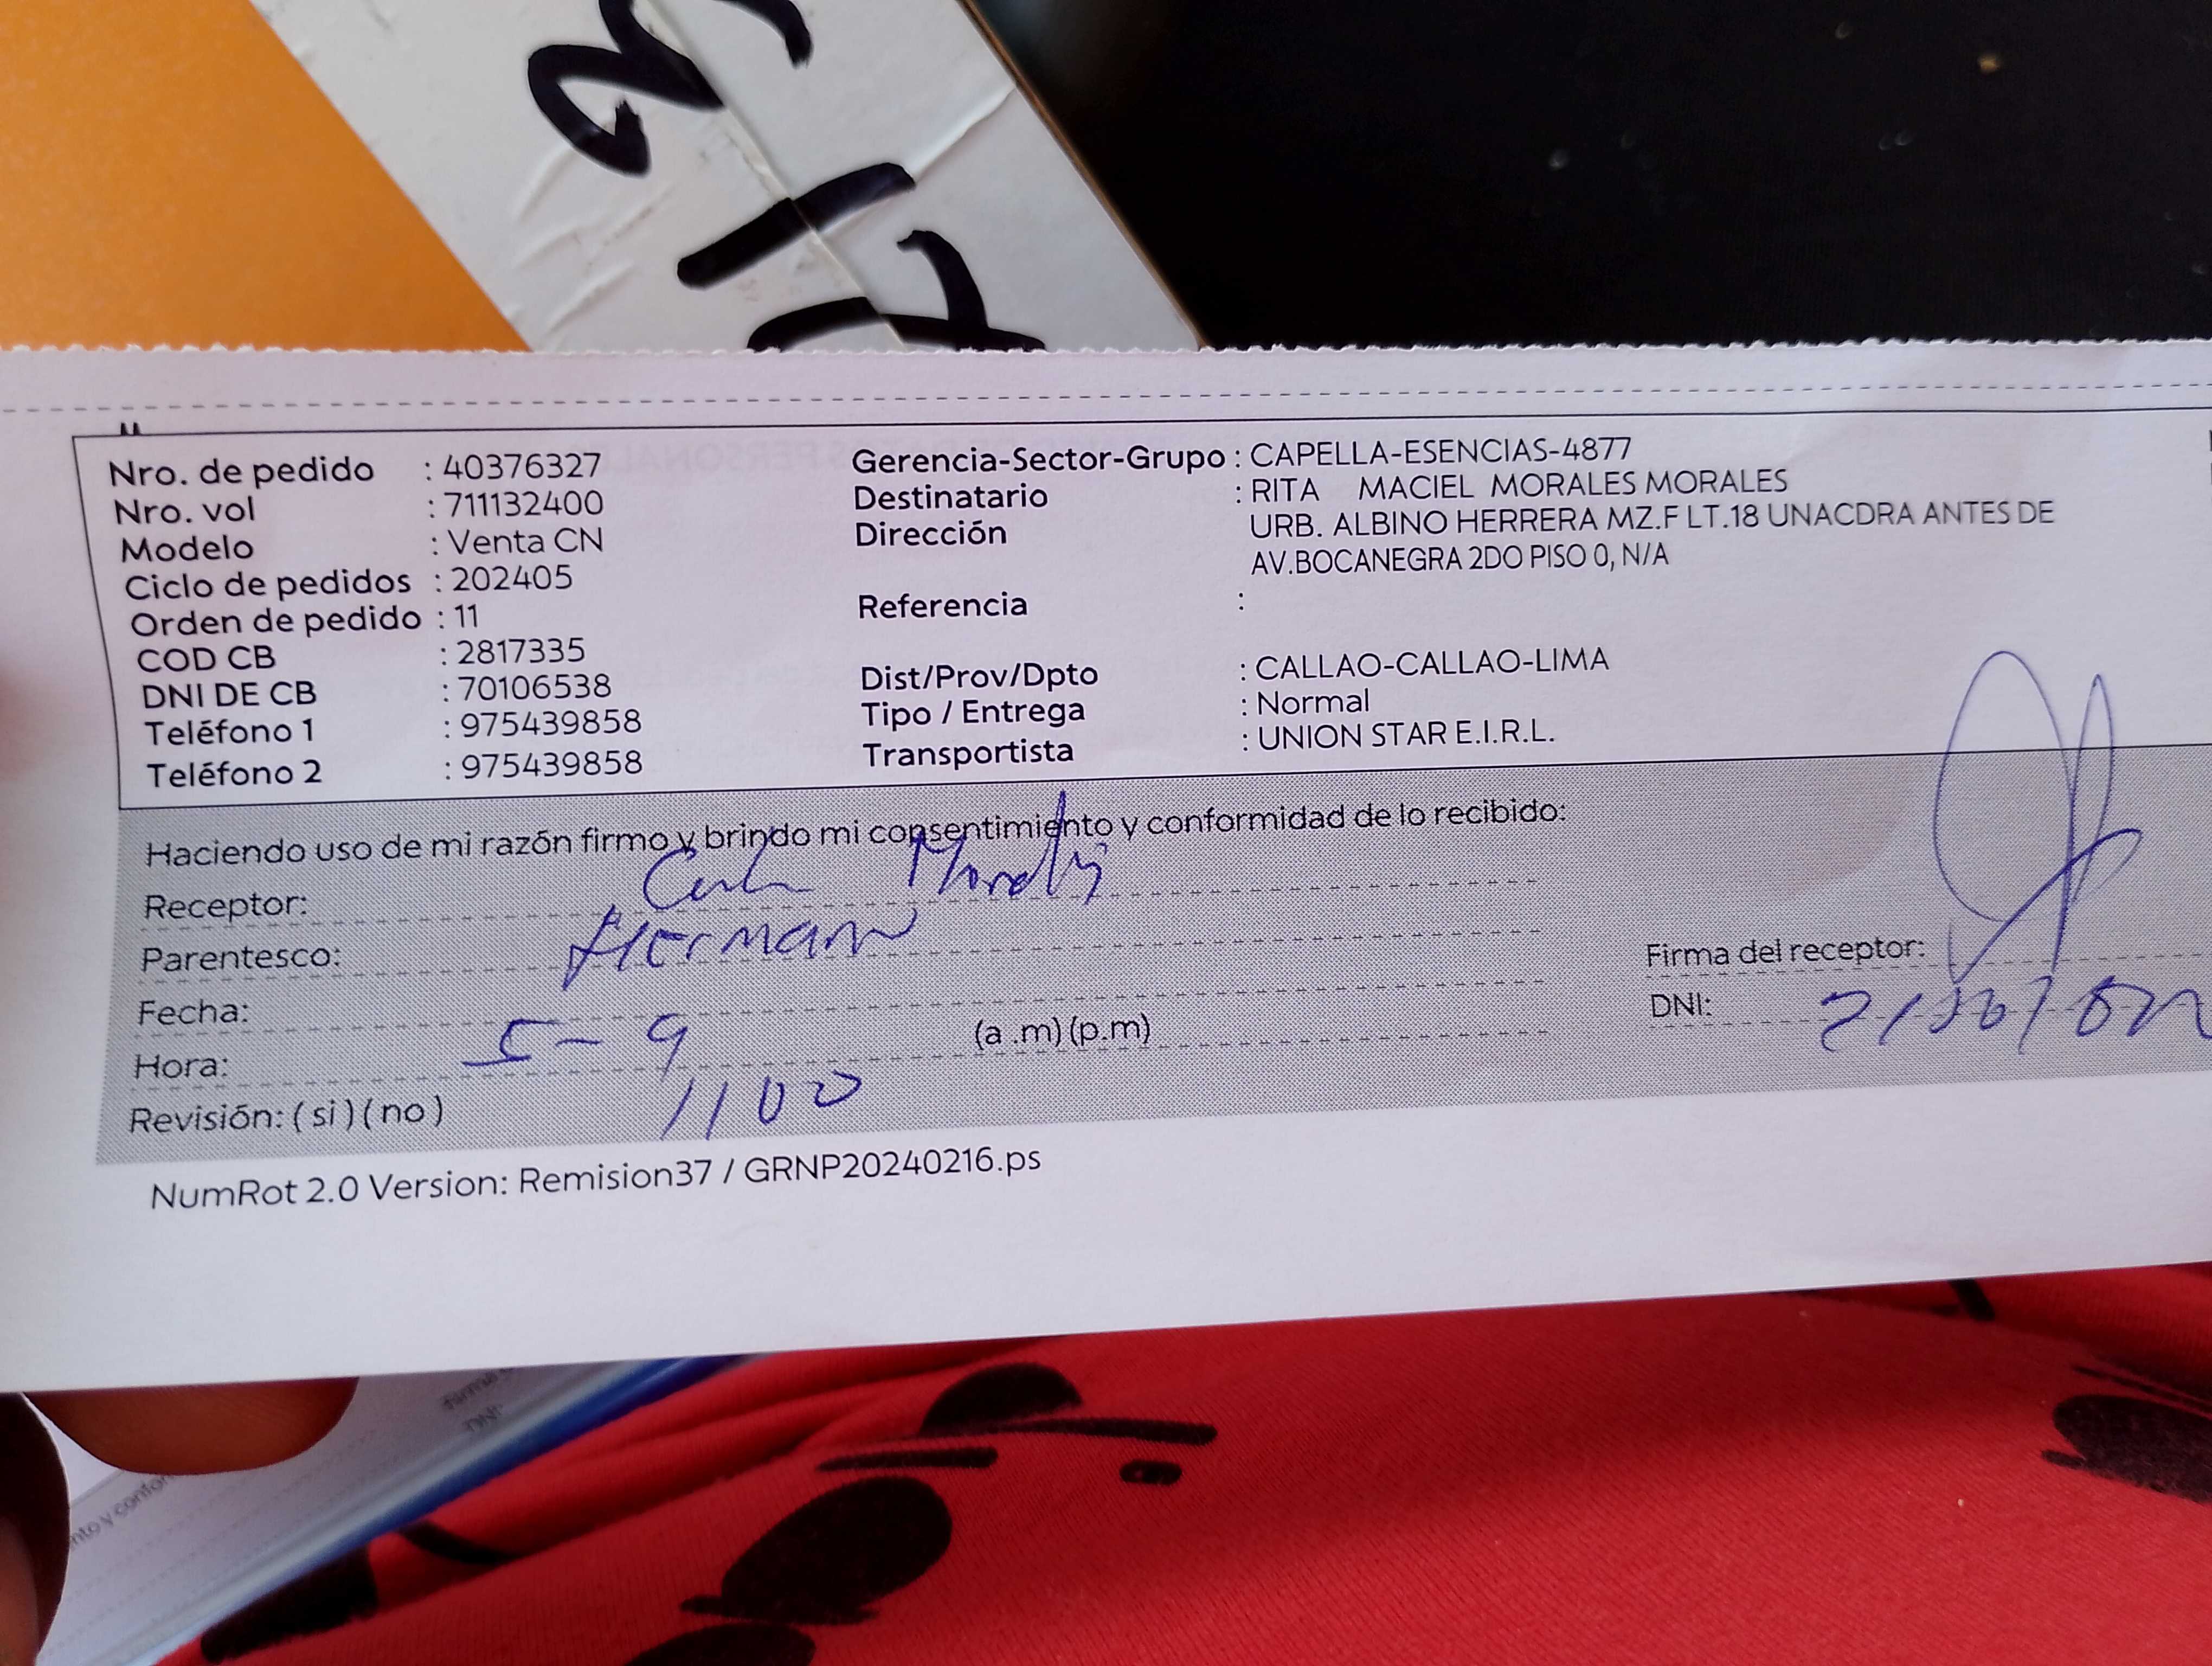 Nro. de pedido : 40376327
Nro. vol : 711132400
Modelo : Venta CN
Ciclo de pedidos : 202405
Orden de pedido : 11
COD CB : 2817335
DNI DE CB : 70106538
Teléfono 1 : 975439858
Teléfono 2 : 975439858
Gerencia-Sector-Grupo : CAPELLA-ESENCIAS-4877
Destinatario : RITA MACIEL MORALES MORALES
Dirección URB. ALBINO HERRERA MZ.F LT.18 UNACDRA ANTES DE
AV.BOCANEGRA 2DO PISO 0, N/A
Referencia :
Dist/Prov/Dpto : CALLAO-CALLAO-LIMA
Tipo / Entrega : Normal
Transportista : UNION STAR E.I.R.L.
Haciendo uso de mi razón firmo y brindo mi consentimiento y conformidad de lo recibido:
Receptor:
Parentesco: Hermano
Fecha: 5-9
Hora: 1100 (a .m) (p.m)
Revisión: ( si ) ( no )
Firma del receptor:
DNI:
NumRot 2.0 Version: Remision37 / GRNP20240216.ps